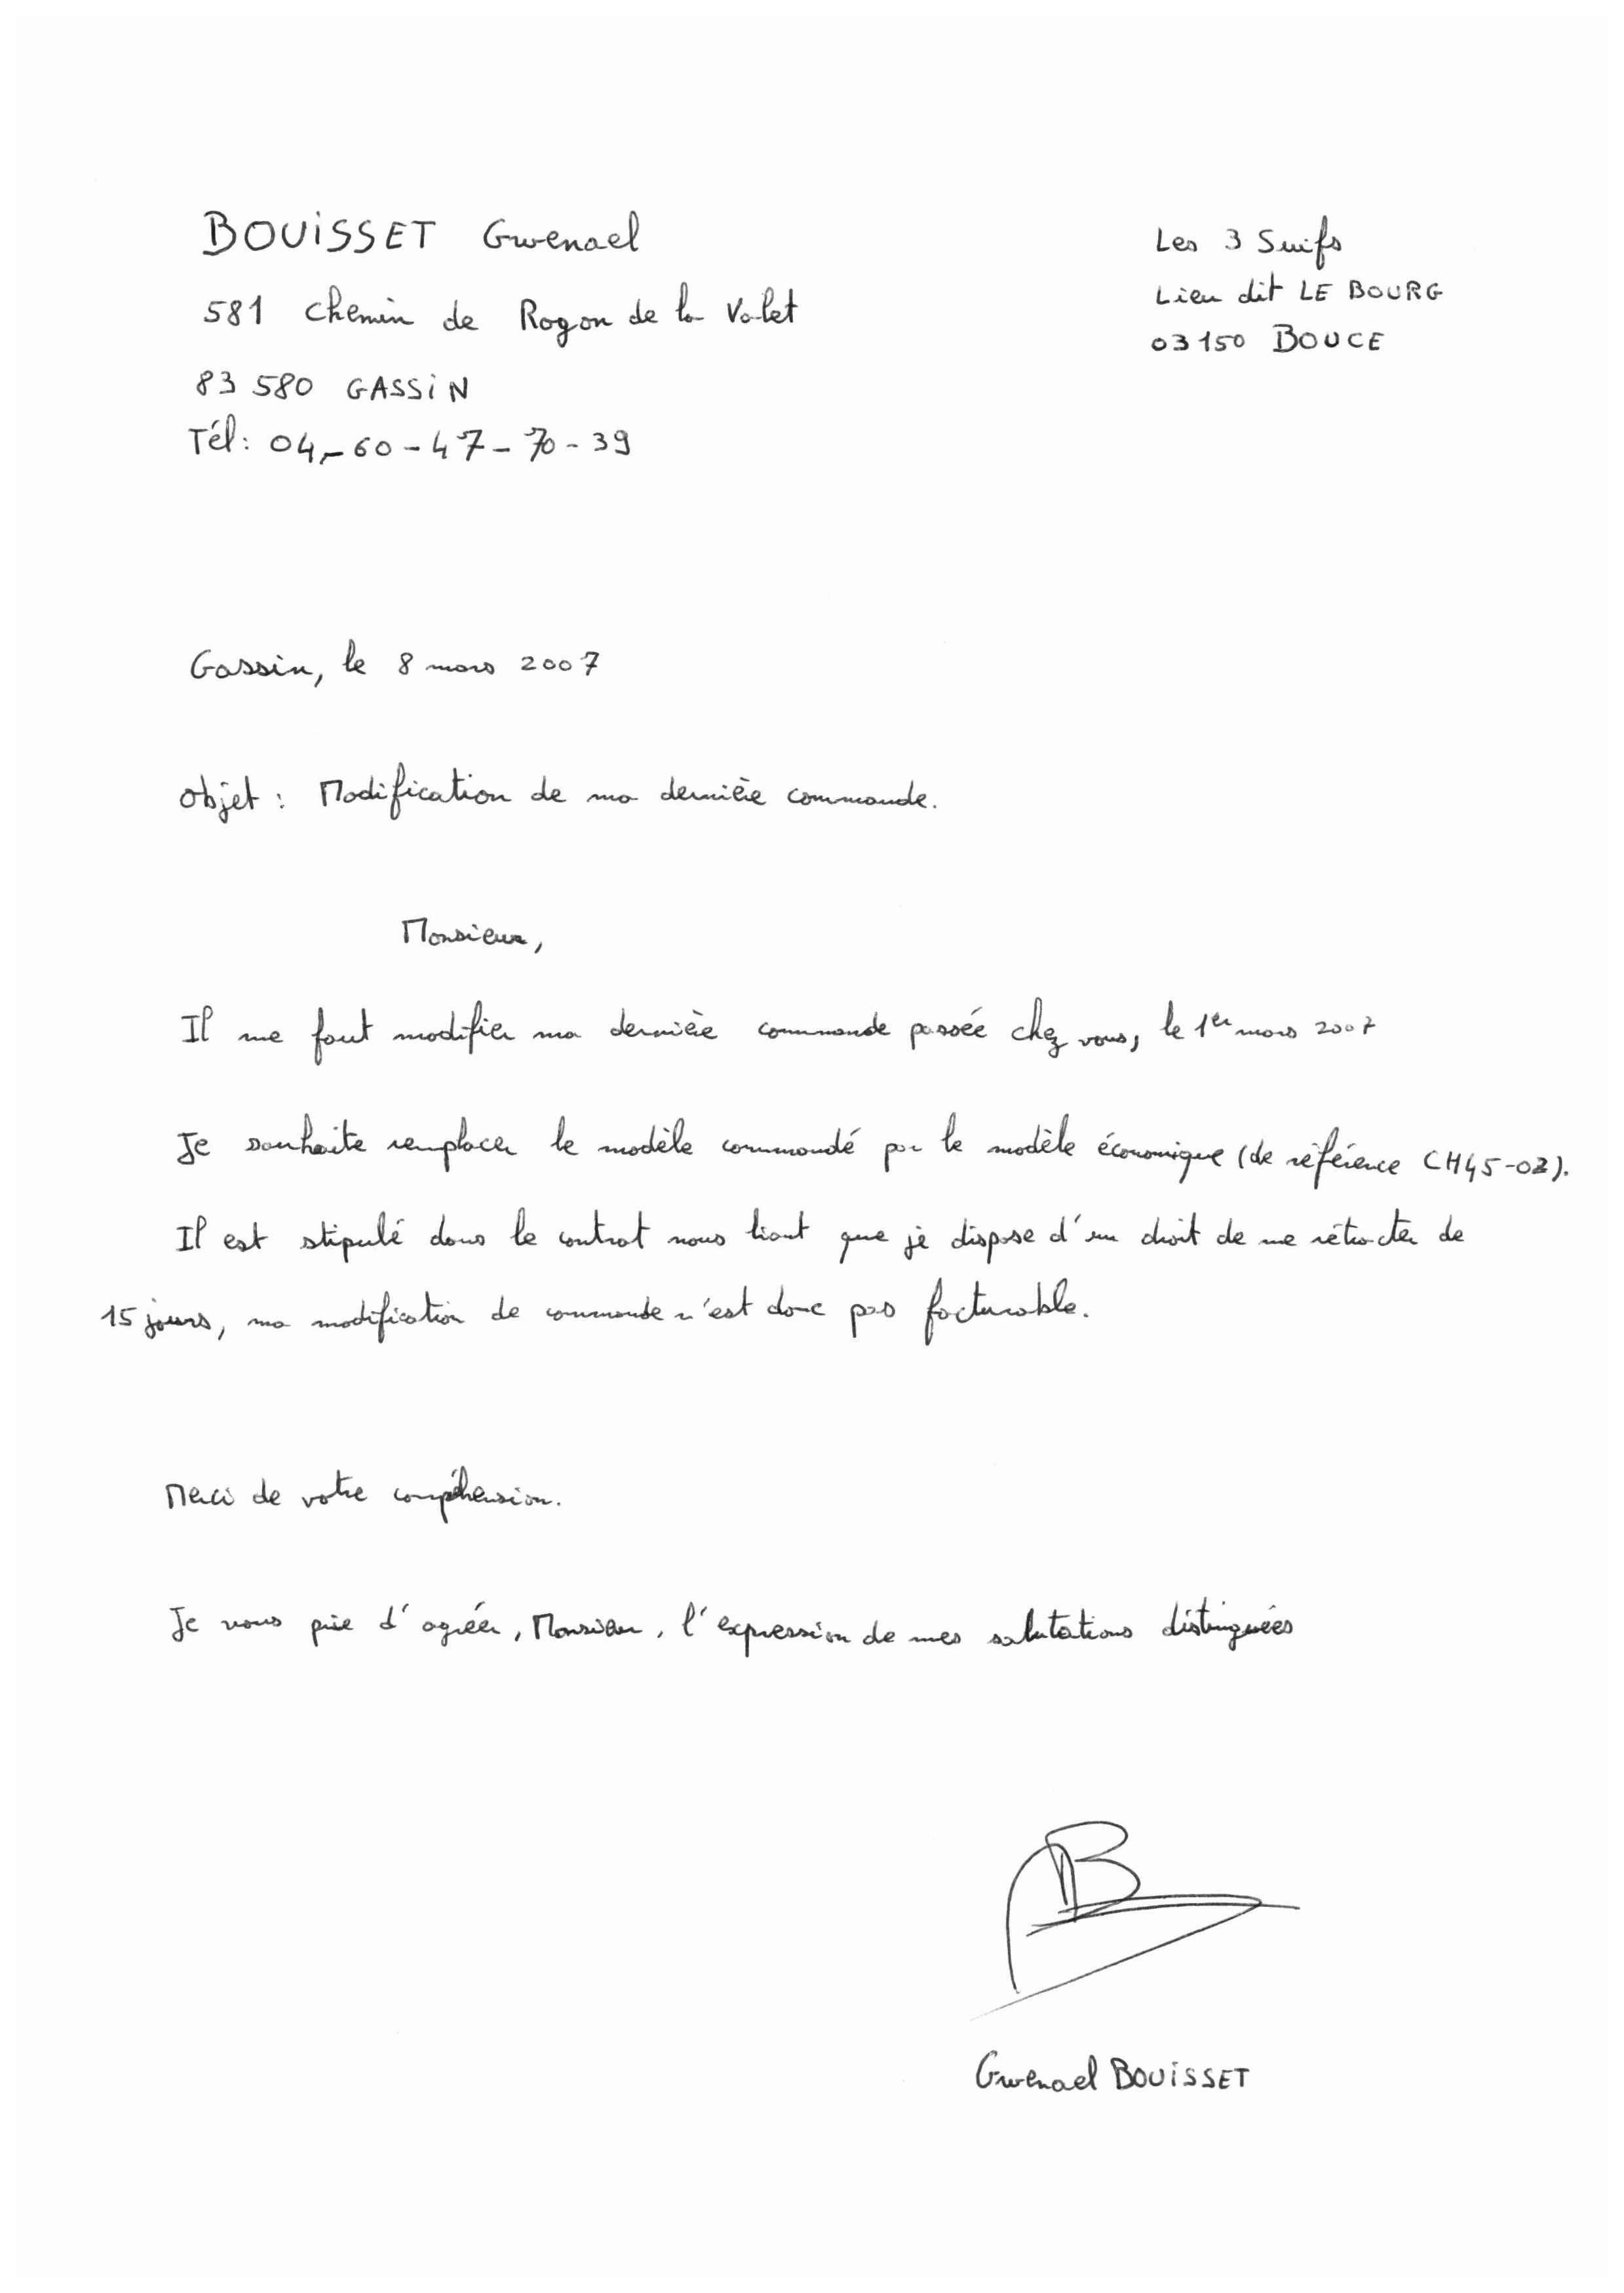 BOUISSET Gwenael
581 chemin de Rogon de la Valet
83 580 GASSIN
Tél: 04-60-47-70-39
Les 3 Suifs
Lieu dit LE BOURG
03150 BOUCE
Gassin, le 8 mars 2007
Objet : Modification de ma dernière commande.
Monsieur,
Il me faut modifier ma dernière commande passée chez vous, le 1er mars 2007
Je souhaite remplacer le modèle commandé par le modèle économique (de référence CH45-03).
Il est stipulé dans le contrat nous liant que je dispose d'un droit de me rétracter de
15 jours, ma modification de commande n'est donc pas facturable.
Merci de votre compréhension.
Je vous prie d'agréer, Monsieur, l'expression de mes salutations distinguées
B
Gwenael BOUISSET